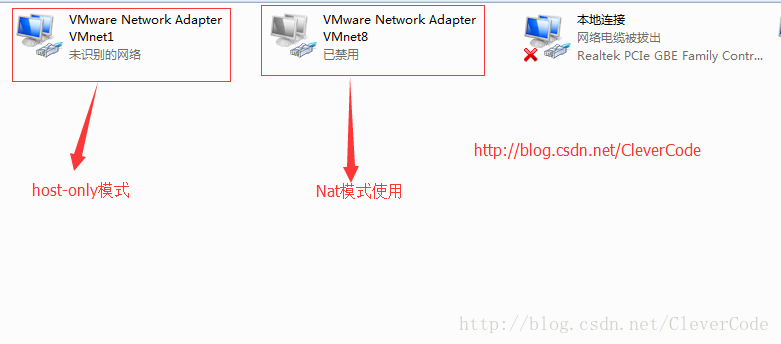 VMware Network Adapter
VMnet1
未识别的网络
VMware Network Adapter
VMnet8
已禁用
本地连接
网络电缆被拔出
Realtek PCIe GBE Family Contr...
http://blog.csdn.net/CleverCode
host-only模式
Nat模式使用
http://blog.csdn.net/CleverCode